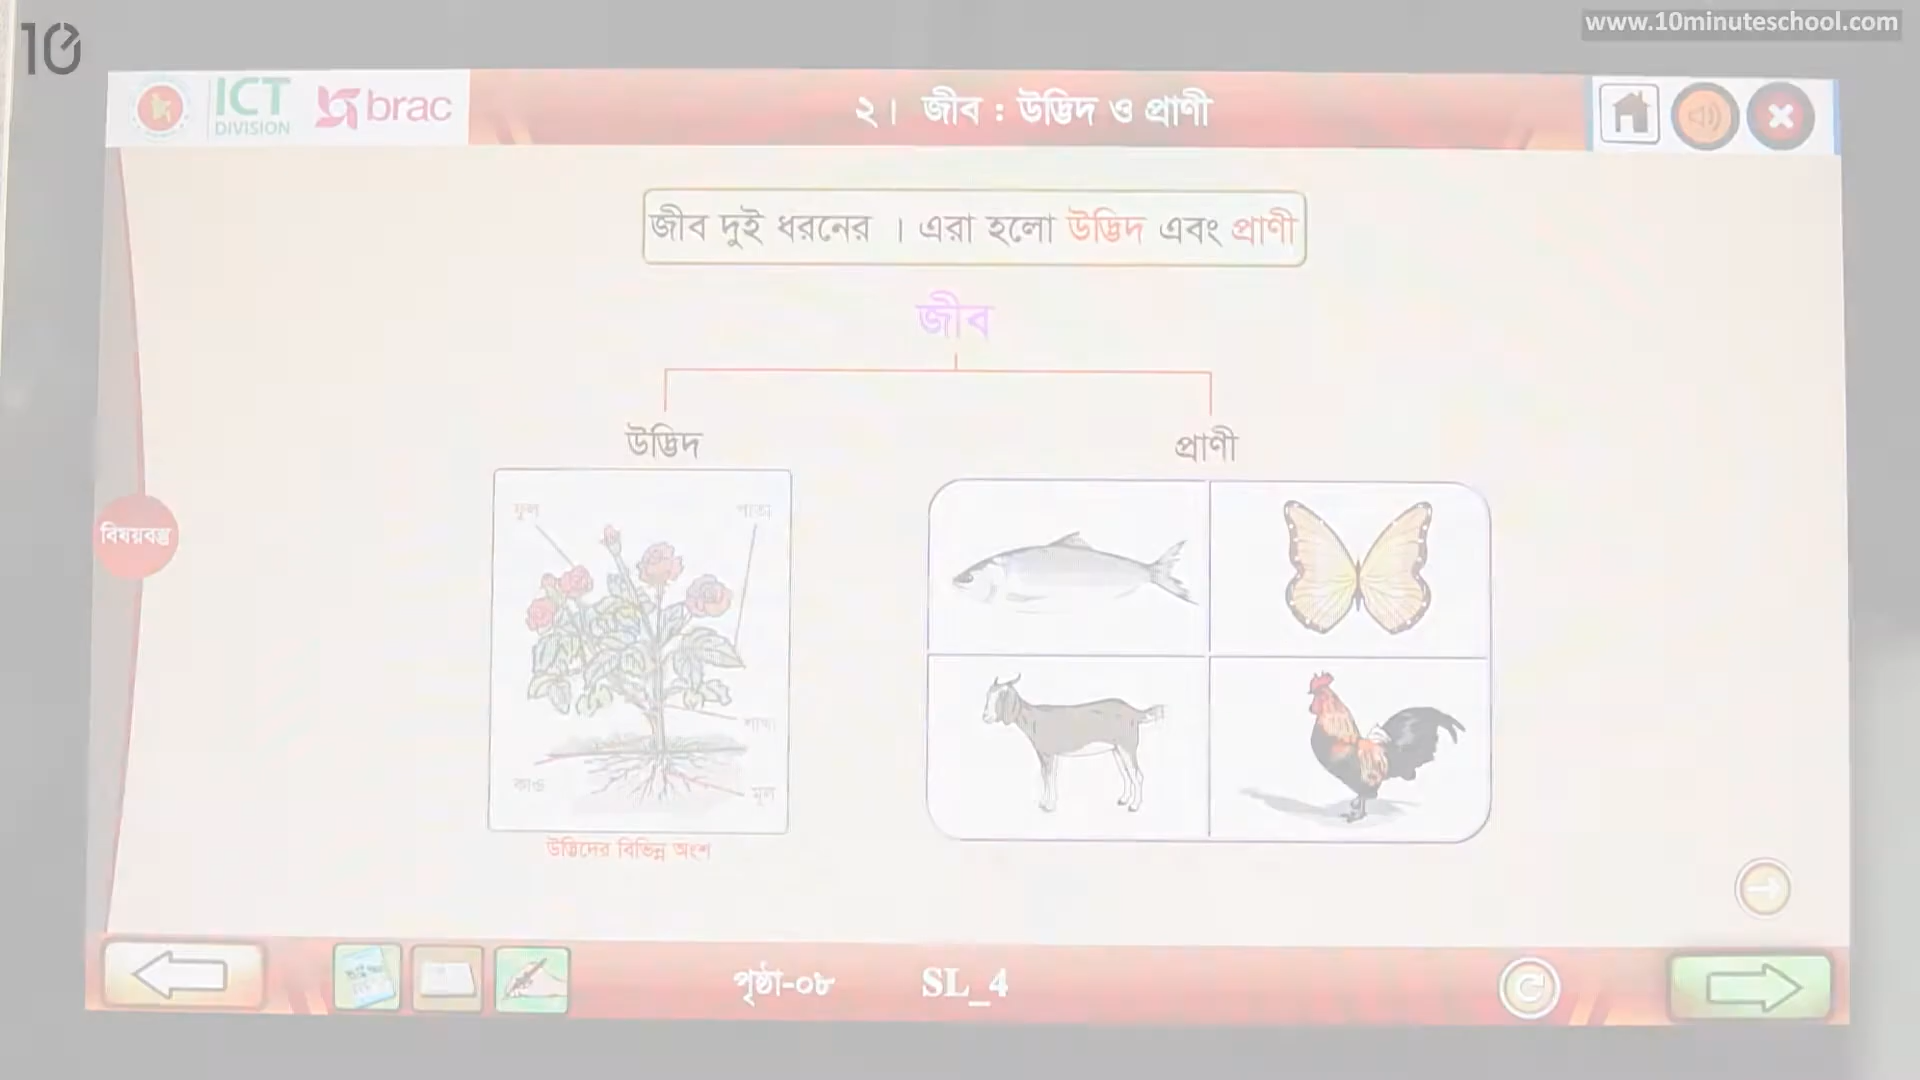 10
www.10minuteschool.com
ICT
DIVISION
brac
২। জীব : উদ্ভিদ ও প্রাণী
জীব দুই ধরনের । এরা হলো উদ্ভিদ এবং প্রাণী
জীব
উদ্ভিদ
প্রাণী
ফুল
পাতা
বিষয়বস্তু
শাখা
কাণ্ড
মূল
উদ্ভিদের বিভিন্ন অংশ
পৃষ্ঠা-০৮
SL_4